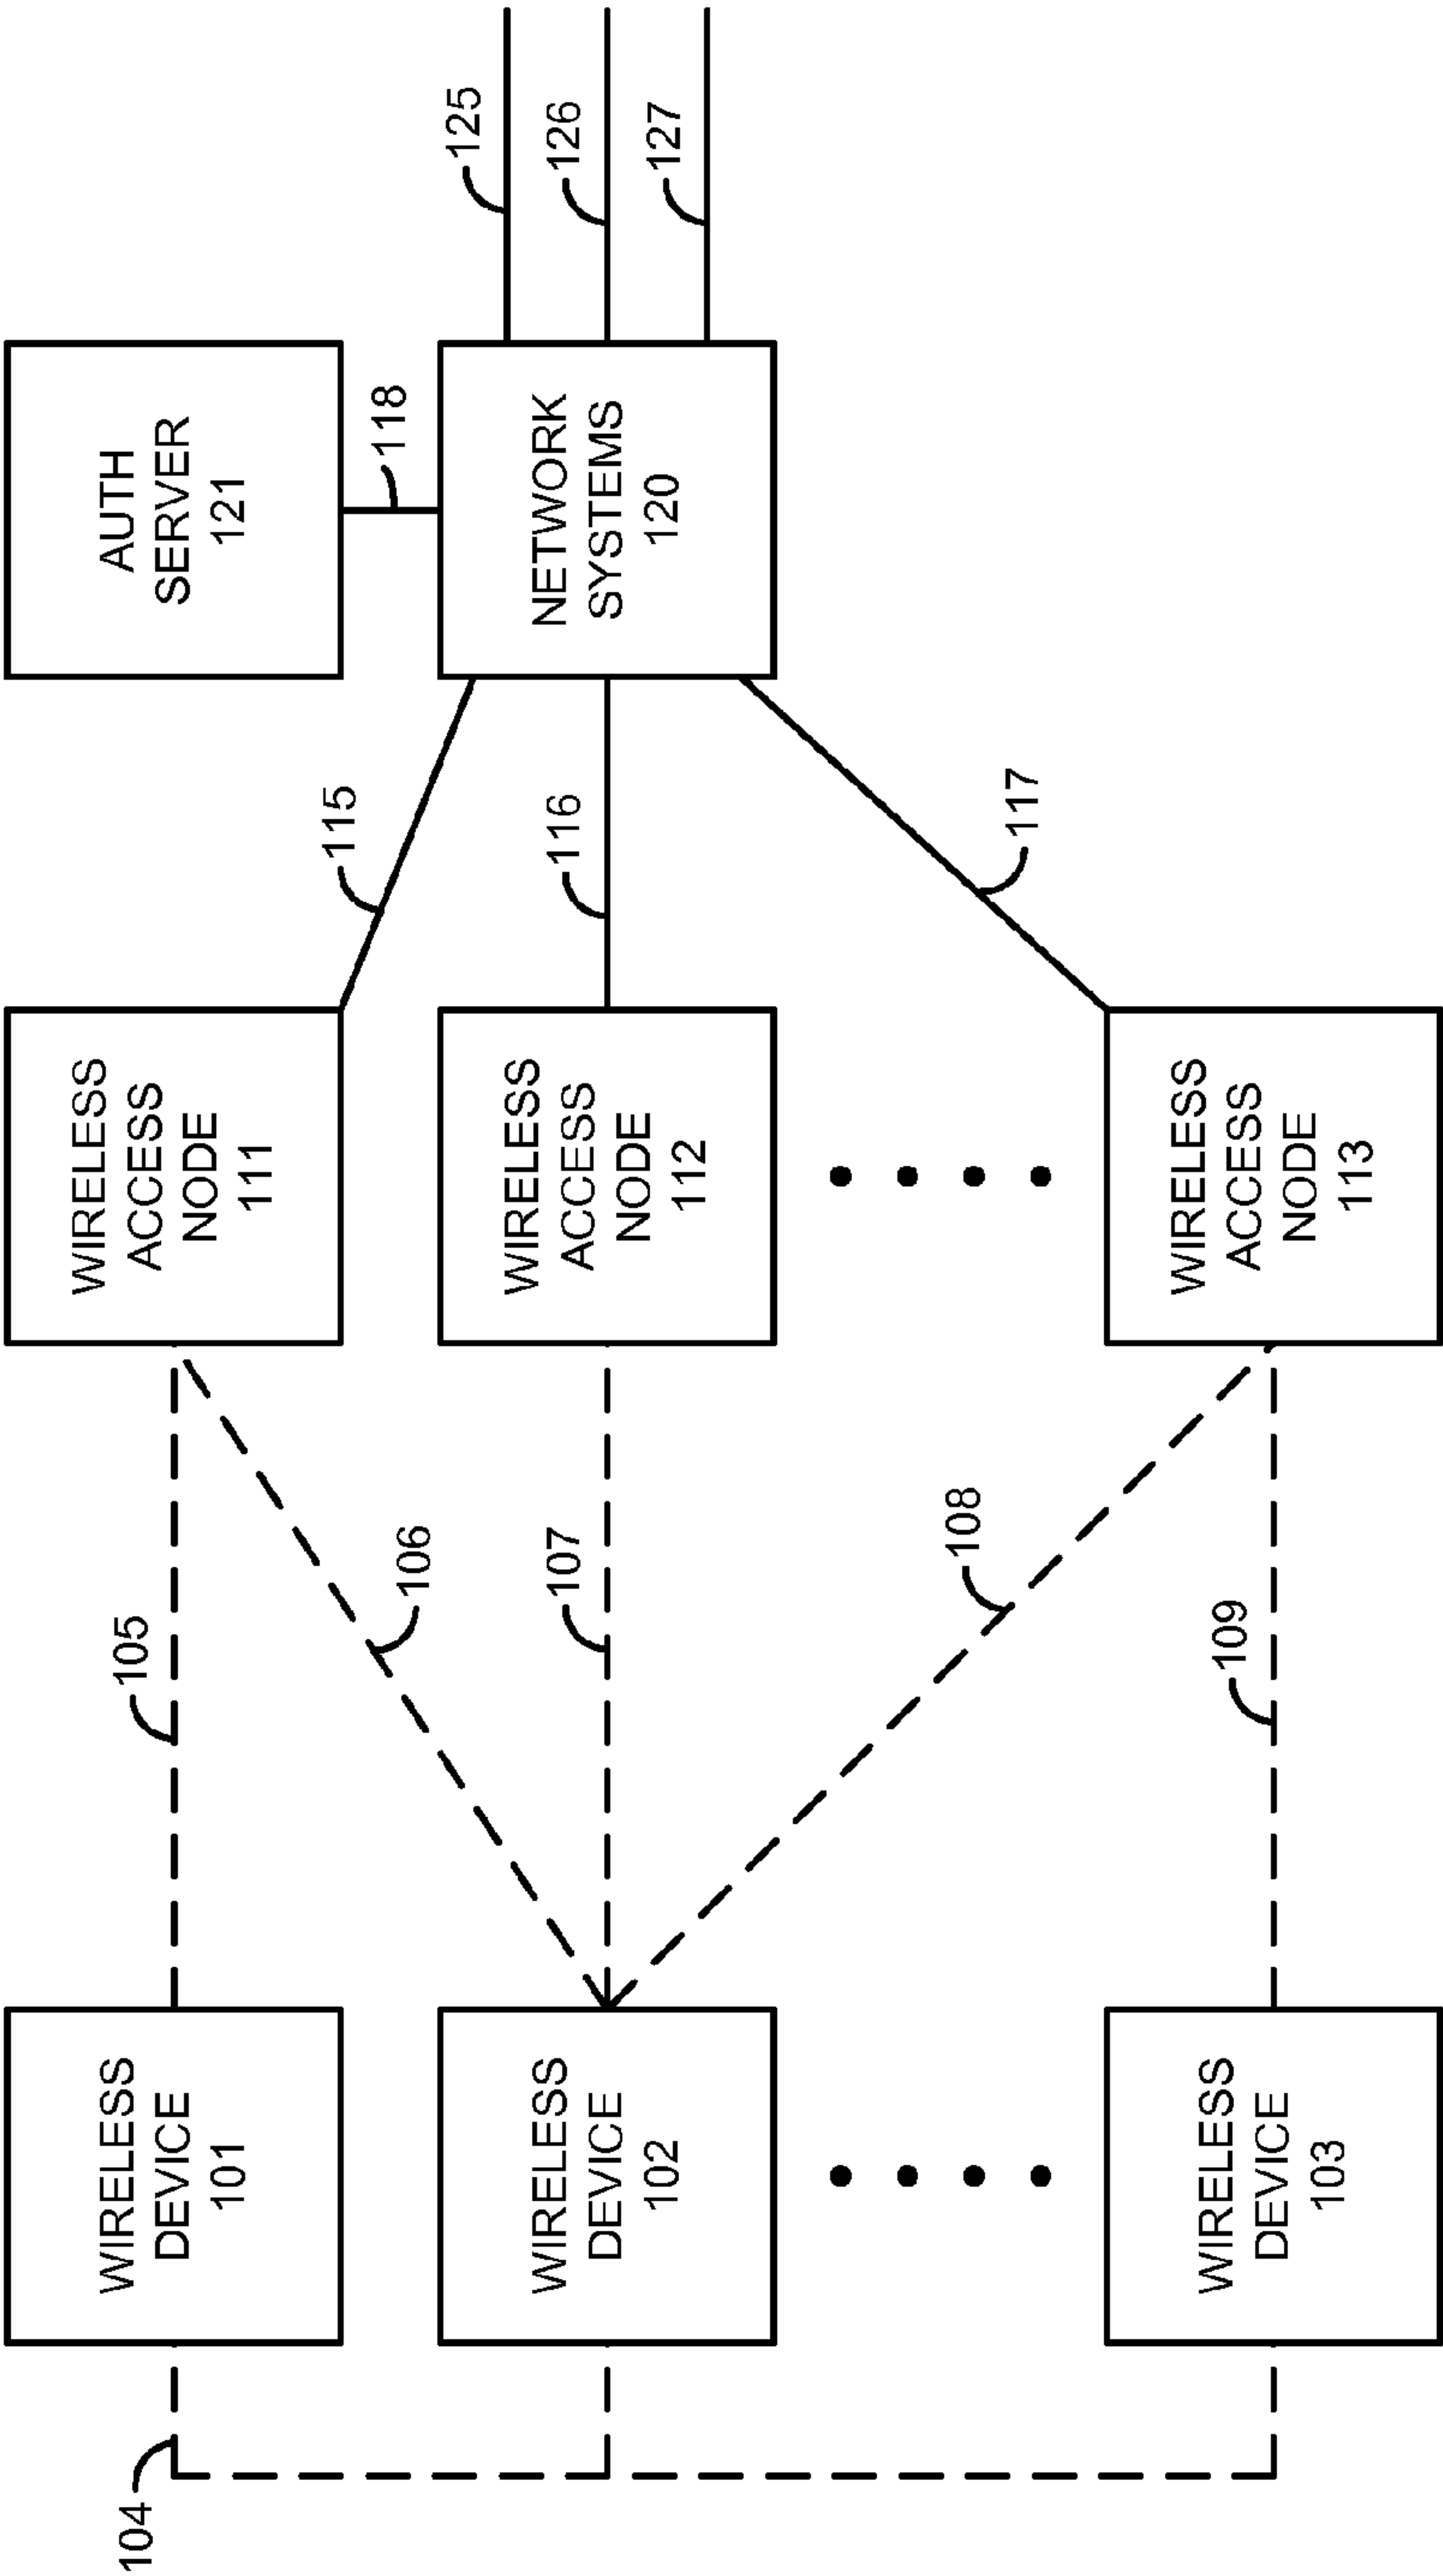 104
WIRELESS
DEVICE
101
105
WIRELESS
ACCESS
NODE
111
AUTH
SERVER
121
106
115
118
WIRELESS
DEVICE
102
107
WIRELESS
ACCESS
NODE
112
116
NETWORK
SYSTEMS
120
125
126
127
108
117
WIRELESS
DEVICE
103
109
WIRELESS
ACCESS
NODE
113